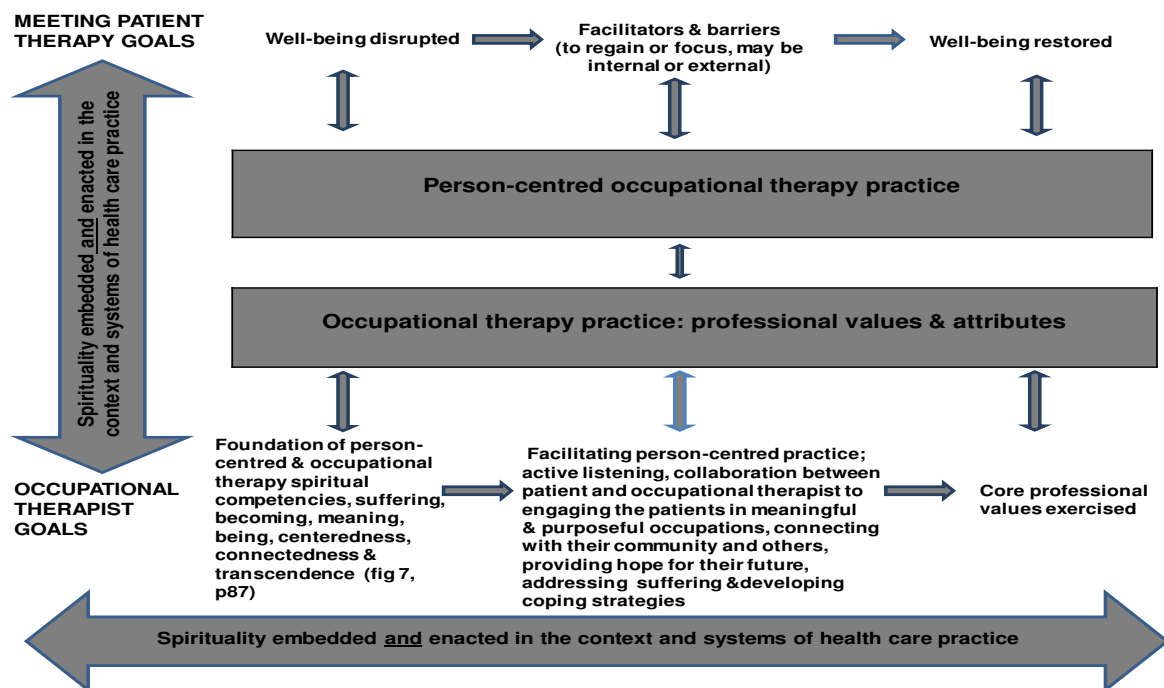 MEETING PATIENT
THERAPY GOALS
Well-being disrupted
Facilitators & barriers
(to regain or focus, may be
internal or external)
Well-being restored
Spirituality embedded and enacted in the
context and systems of health care practice
Person-centred occupational therapy practice
Occupational therapy practice: professional values & attributes
OCCUPATIONAL
THERAPIST
GOALS
Foundation of person-
centred & occupational
therapy spiritual
competencies, suffering,
becoming, meaning,
being, centeredness,
connectedness &
transcendence (fig 7,
p87)
Facilitating person-centred practice;
active listening, collaboration between
patient and occupational therapist to
engaging the patients in meaningful
& purposeful occupations, connecting
with their community and others,
providing hope for their future,
addressing suffering &developing
coping strategies
Core professional
values exercised
Spirituality embedded and enacted in the context and systems of health care practice